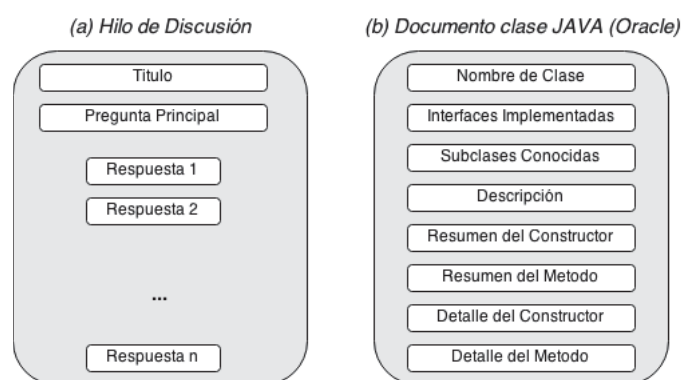 (a) Hilo de Discusión
Titulo
Pregunta Principal
Respuesta 1
Respuesta 2
...
Respuesta n
(b) Documento clase JAVA (Oracle)
Nombre de Clase
Interfaces Implementadas
Subclases Conocidas
Descripción
Resumen del Constructor
Resumen del Metodo
Detalle del Constructor
Detalle del Metodo